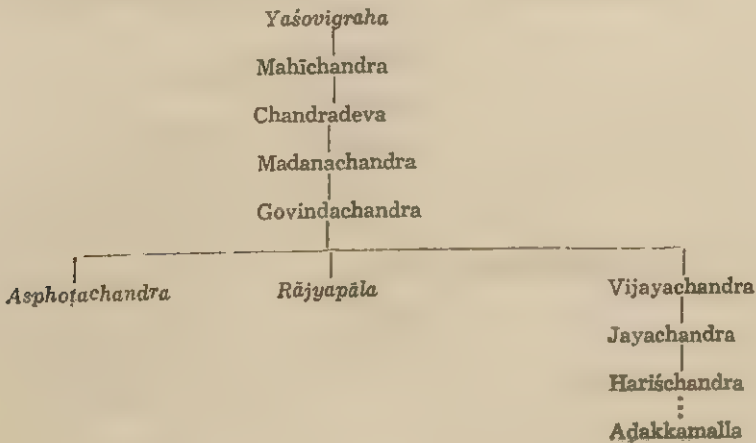 Yaśovigraha
Mahīchandra
Chandradeva
Madanachandra
Govindachandra
Asphoṭachandra Rājyapāla Vijayachandra
Jayachandra
Hariśchandra
Aḍakkamalla